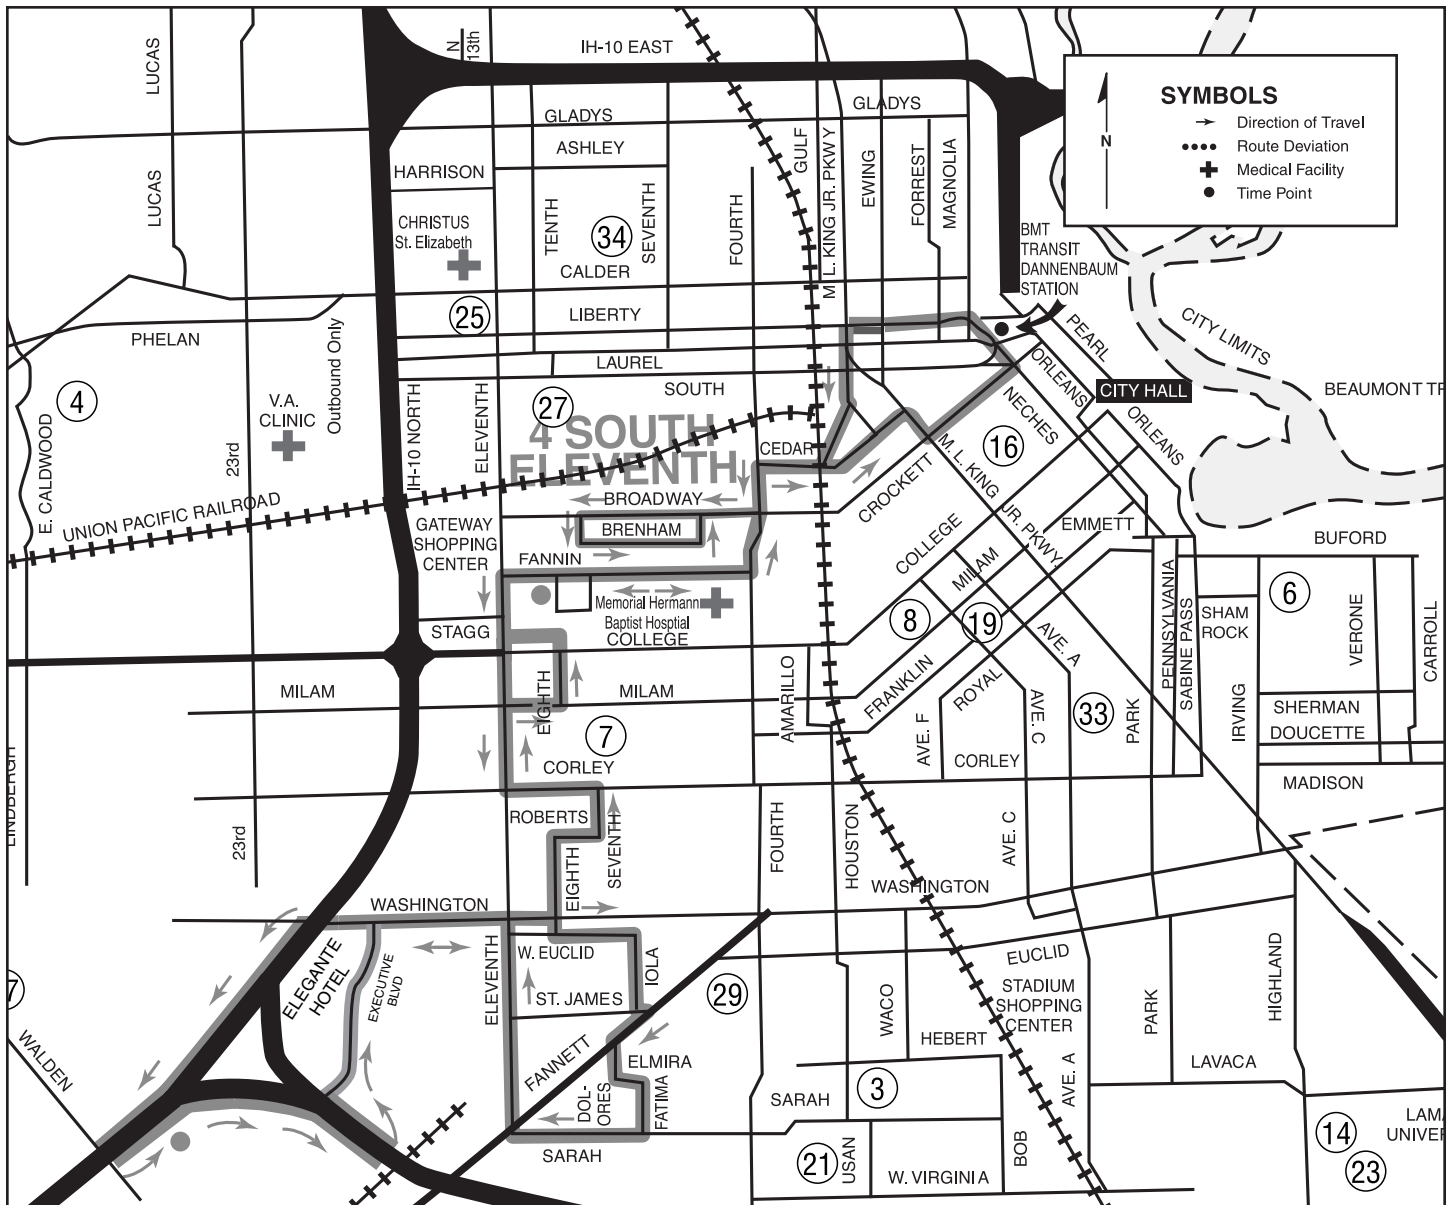 LUCAS
N
13th
IH-10 EAST
SYMBOLS
Direction of Travel
Route Deviation
Medical Facility
Time Point
N
GLADYS
GLADYS
ASHLEY
HARRISON
LUCAS
GULF
M L. KING JR. PKWY
EWING
FORREST
MAGNOLIA
CHRISTUS
St. Elizabeth
TENTH
34
SEVENTH
FOURTH
CALDER
BMT
TRANSIT
DANNENBAUM
STATION
25
LIBERTY
PHELAN
Outbound Only
LAUREL
SOUTH
PEARL
CITY LIMITS
ORLEANS
CITY HALL
BEAUMONT TR
4
V.A.
CLINIC
27
4 SOUTH
ELEVENTH
NECHES
ORLEANS
16
E. CALDWOOD
23rd
IH-10 NORTH
ELEVENTH
CEDAR
M. L. KING
JR. PKWY.
CROCKETT
UNION PACIFIC RAILROAD
BROADWAY
BRENHAM
GATEWAY
SHOPPING
CENTER
FANNIN
COLLEGE
EMMETT
MILAM
BUFORD
Memorial Hermann
Baptist Hosptial
COLLEGE
STAGG
8
19
AVE. A
PENNSYLVANIA
SABINE PASS
SHAM
ROCK
6
VERONE
CARROLL
MILAM
EIGHTH
MILAM
AMARILLO
FRANKLIN
ROYAL
AVE. F
AVE. C
33
PARK
IRVING
SHERMAN
DOUCETTE
7
CORLEY
CORLEY
MADISON
LINDBERGH
23rd
ROBERTS
SEVENTH
EIGHTH
FOURTH
HOUSTON
AVE. C
WASHINGTON
WASHINGTON
ELEGANTE
HOTEL
EXECUTIVE
BLVD
ELEVENTH
W. EUCLID
IOLA
ST. JAMES
29
EUCLID
STADIUM
SHOPPING
CENTER
WACO
HEBERT
PARK
HIGHLAND
7
WALDEN
FANNETT
ELMIRA
DOL-
ORES
FATIMA
SARAH
3
AVE. A
LAVACA
SARAH
21
USAN
W. VIRGINIA
BOB
14
23
LAMA
UNIVER